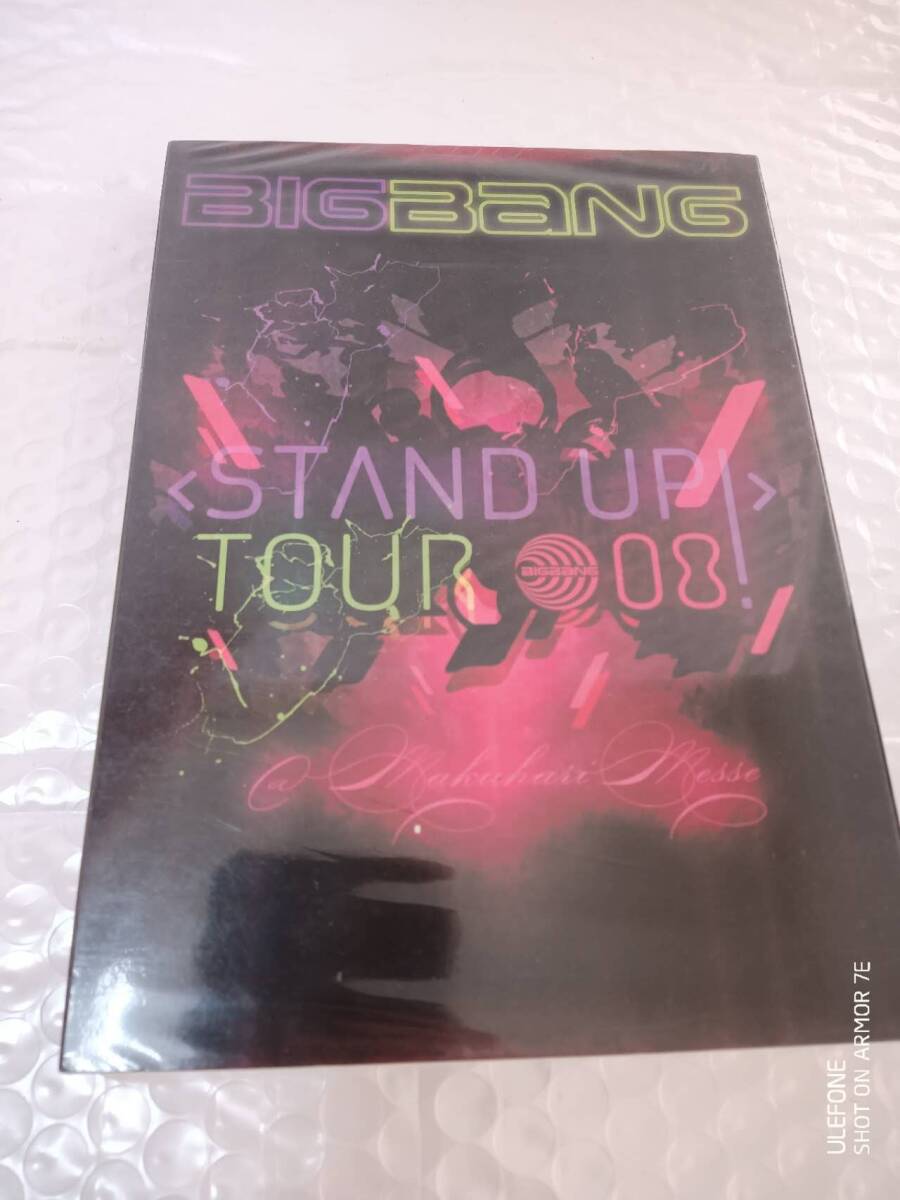 BIGBANG
<STAND UP!>
TOUR BIGBANG 08!
@ Makuhari Messe
ULEFONE
SHOT ON ARMOR 7E